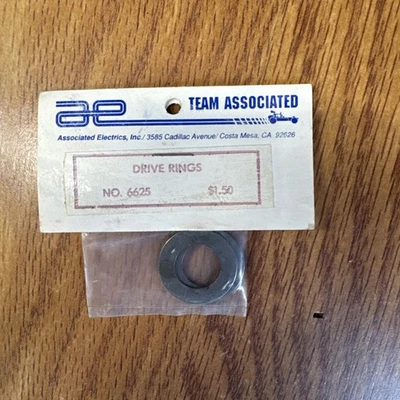 ae TEAM ASSOCIATED
Associated Electrics, Inc./ 3585 Cadillac Avenue/ Costa Mesa, CA 92626
DRIVE RINGS
NO. 6625 $1.50